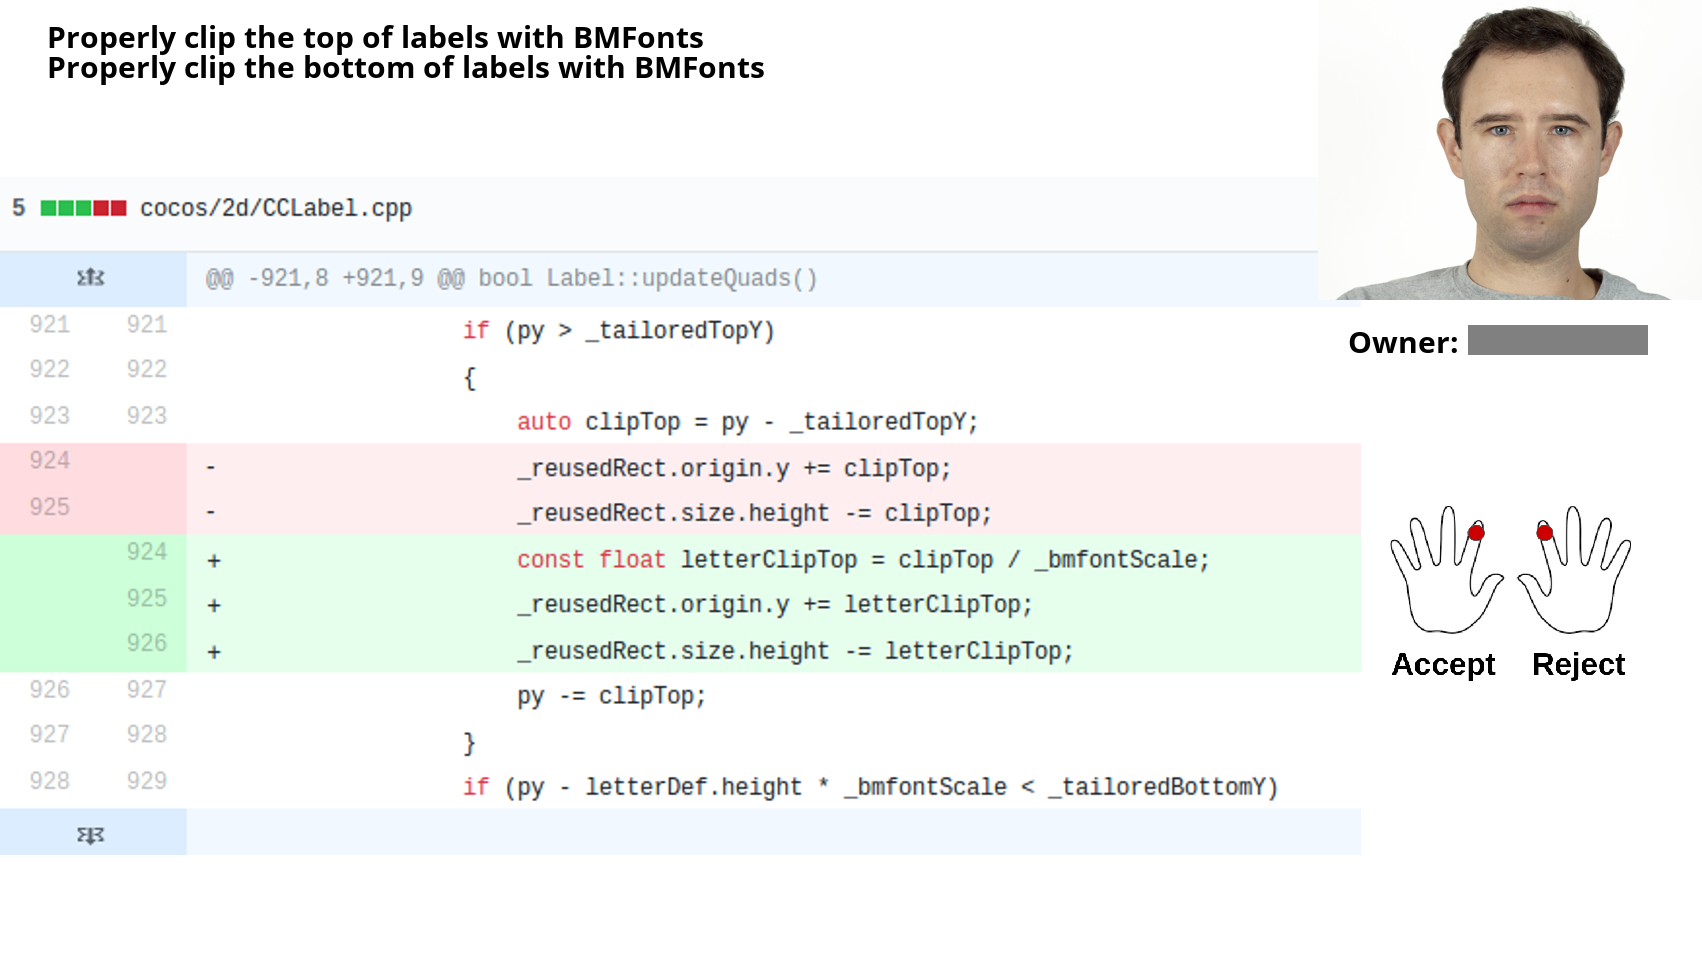 Properly clip the top of labels with BMFonts
Properly clip the bottom of labels with BMFonts
5 cocos/2d/CCLabel.cpp
@@ -921,8 +921,9 @@ bool Label::updateQuads()
921 921 if (py > _tailoredTopY)
922 922 {
923 923 auto clipTop = py - _tailoredTopY;
924 - _reusedRect.origin.y += clipTop;
925 - _reusedRect.size.height -= clipTop;
924 + const float letterClipTop = clipTop / _bmfontScale;
925 + _reusedRect.origin.y += letterClipTop;
926 + _reusedRect.size.height -= letterClipTop;
926 927 py -= clipTop;
927 928 }
928 929 if (py - letterDef.height * _bmfontScale < _tailoredBottomY)
Owner:
Accept Reject